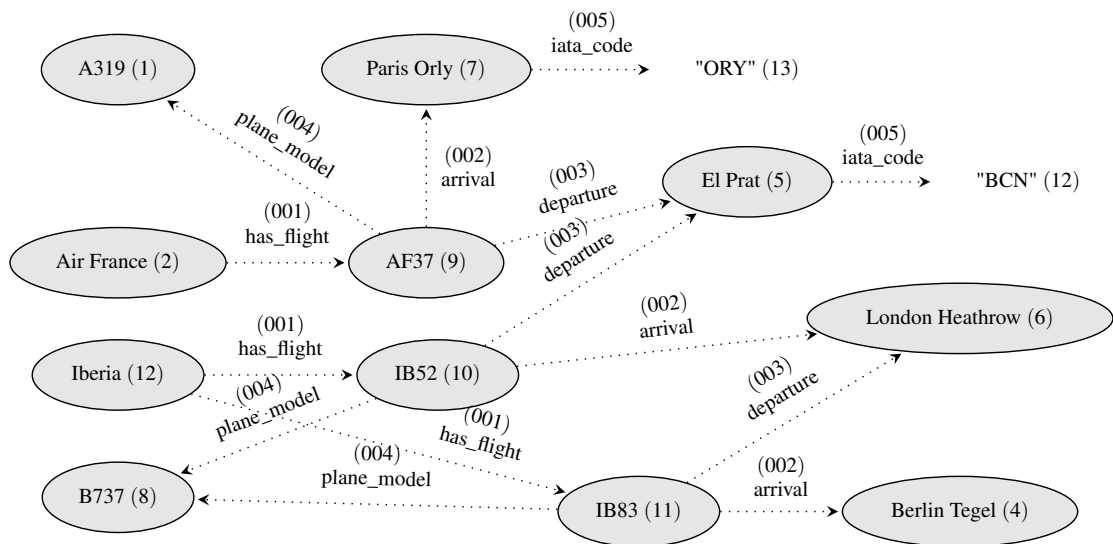 (005)
iata_code
A319 (1)
Paris Orly (7)
"ORY" (13)
(004)
plane_model
(002)
arrival
(005)
iata_code
(003)
departure
El Prat (5)
"BCN" (12)
(001)
has_flight
(003)
departure
Air France (2)
AF37 (9)
(002)
arrival
London Heathrow (6)
(001)
has_flight
Iberia (12)
IB52 (10)
(003)
departure
(004)
plane_model
(001)
has_flight
(004)
plane_model
(002)
arrival
B737 (8)
IB83 (11)
Berlin Tegel (4)